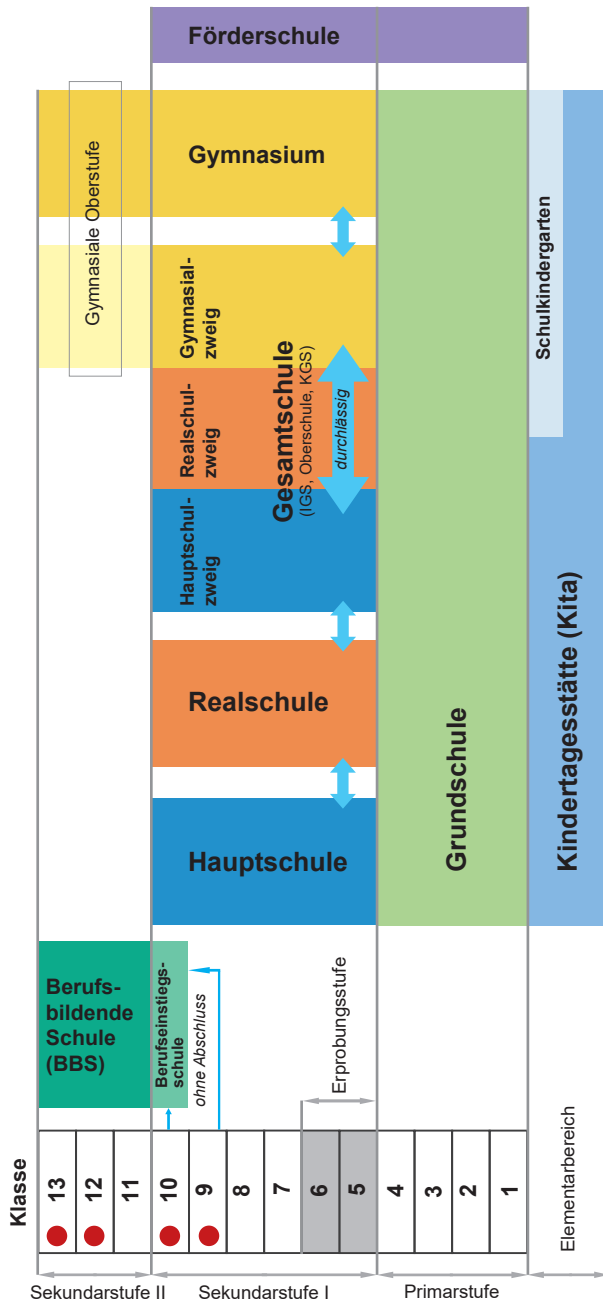 Förderschule
Gymnasium
Gymnasiale Oberstufe
Gymnasial-
zweig
Realschul-
zweig
Hauptschul-
zweig
Gesamtschule
(IGS, Oberschule, KGS)
durchlässig
Realschule
Hauptschule
Grundschule
Schulkindergarten
Kindertagesstätte (Kita)
Berufs-
bildende
Schule
(BBS)
Berufseinstiegs-
schule
ohne Abschluss
Erprobungsstufe
Klasse
13
12
11
10
9
8
7
6
5
4
3
2
1
Elementarbereich
Sekundarstufe II
Sekundarstufe I
Primarstufe